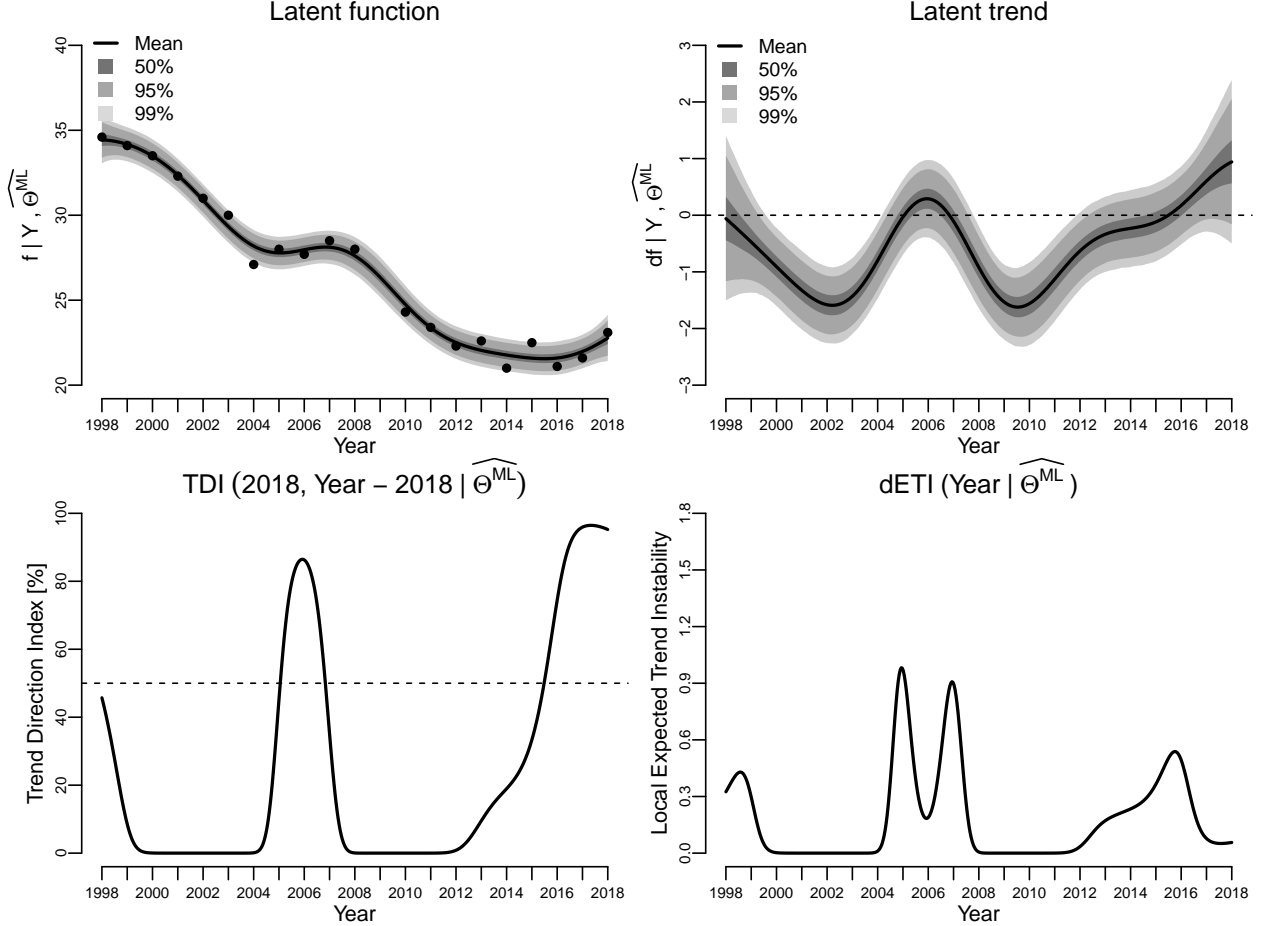 Latent function
f | Y , Θ^ML
40
35
30
25
20
Mean
50%
95%
99%
1998 2000 2002 2004 2006 2008 2010 2012 2014 2016 2018
Year
Latent trend
df | Y , Θ^ML
3
2
1
0
−1
−2
−3
Mean
50%
95%
99%
1998 2000 2002 2004 2006 2008 2010 2012 2014 2016 2018
Year
TDI (2018, Year − 2018 | Θ^ML)
Trend Direction Index [%]
100
80
60
40
20
0
1998 2000 2002 2004 2006 2008 2010 2012 2014 2016 2018
Year
dETI (Year | Θ^ML )
Local Expected Trend Instability
1.8
1.5
1.2
0.9
0.6
0.3
0.0
1998 2000 2002 2004 2006 2008 2010 2012 2014 2016 2018
Year